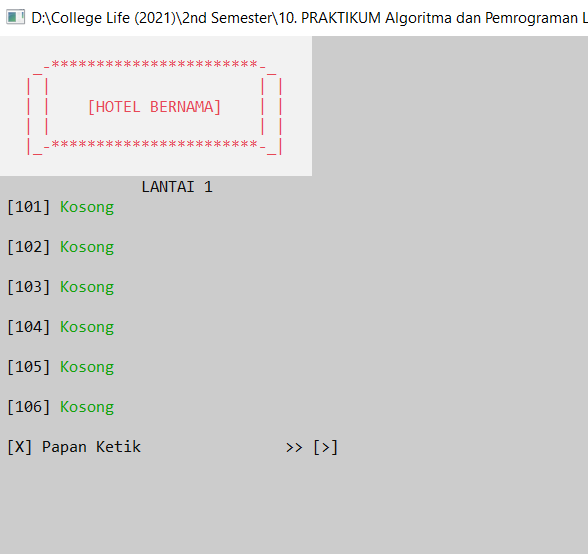 D:\College Life (2021)\2nd Semester\10. PRAKTIKUM Algoritma dan Pemrograman L
_-***********************-_
| | | |
| | [HOTEL BERNAMA] | |
| | | |
|_-***********************-_|
LANTAI 1
[101] Kosong
[102] Kosong
[103] Kosong
[104] Kosong
[105] Kosong
[106] Kosong
[X] Papan Ketik >> [>]